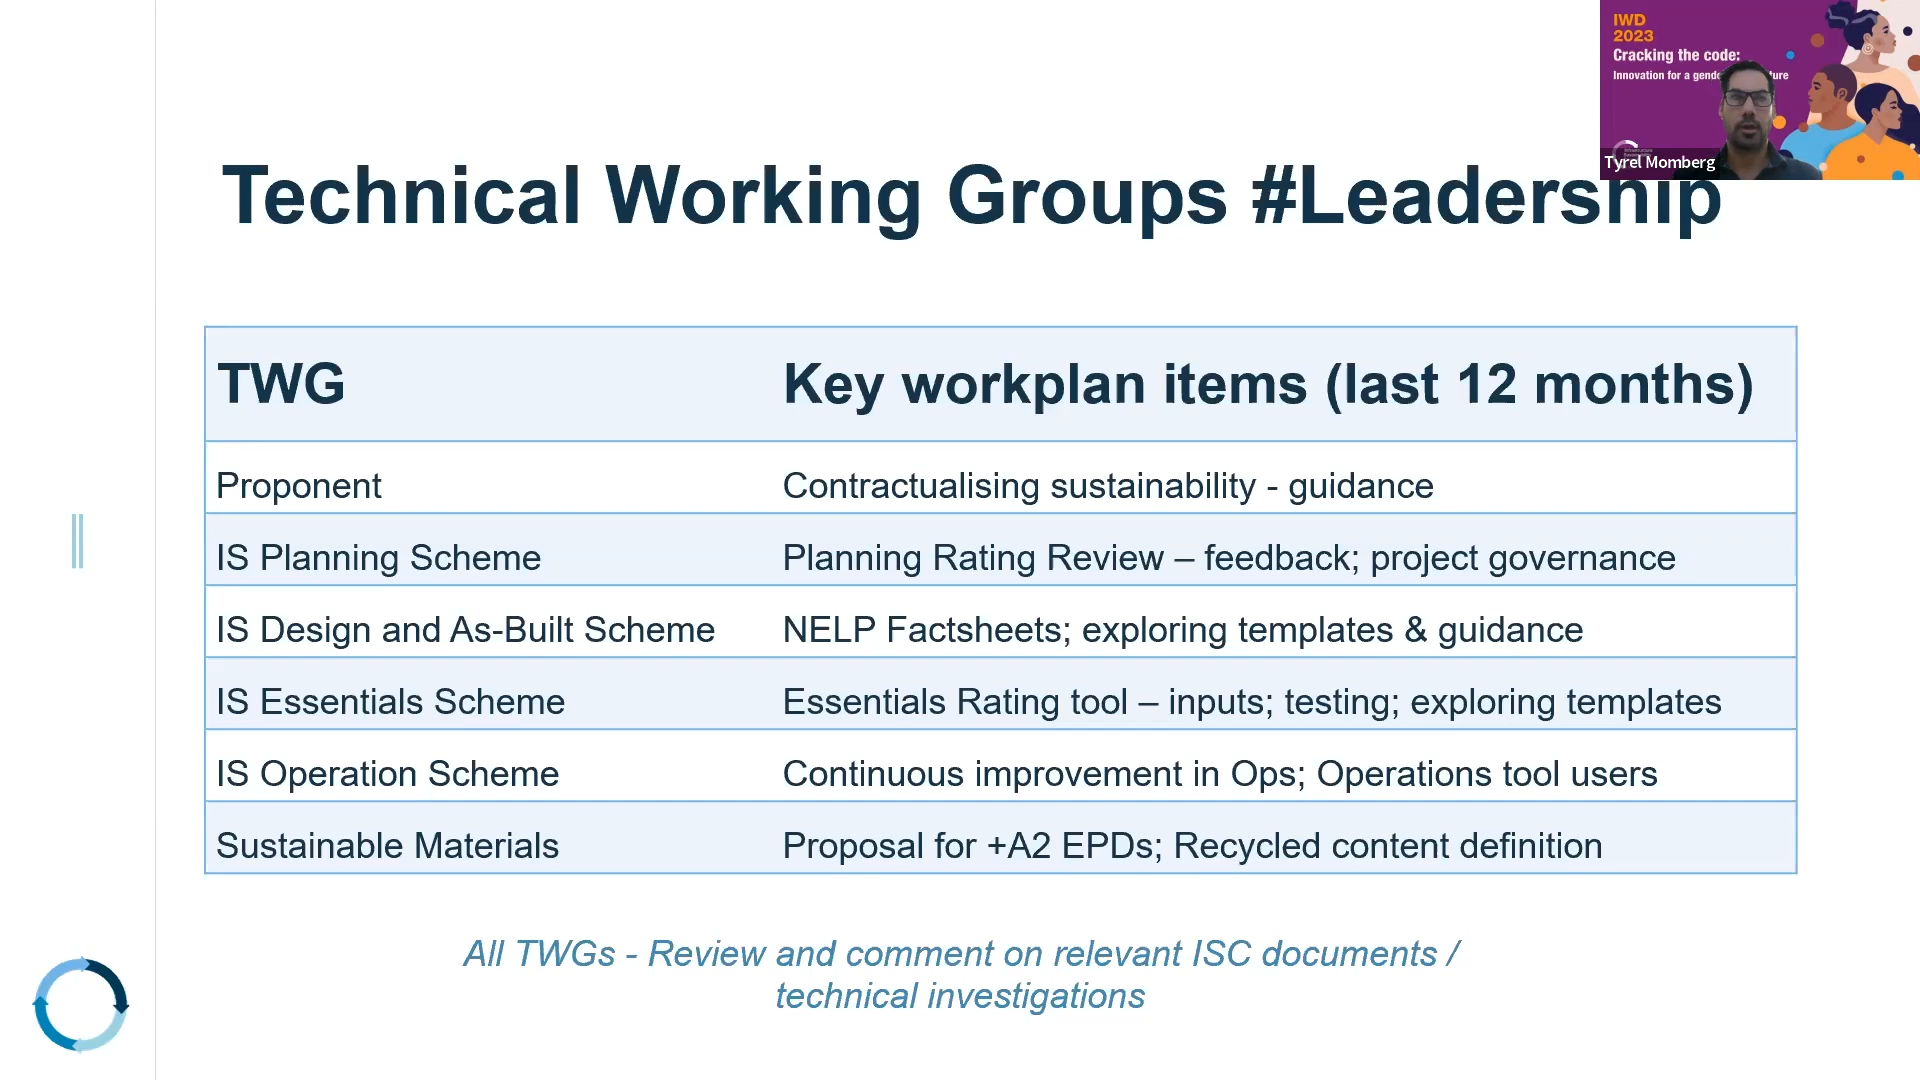 IWD
2023
Cracking the code:
Innovation for a
Tyrel Momberg
Technical Working Groups #Leadership
TWG Key workplan items (last 12 months)
Proponent Contractualising sustainability - guidance
IS Planning Scheme Planning Rating Review – feedback; project governance
IS Design and As-Built Scheme NELP Factsheets; exploring templates & guidance
IS Essentials Scheme Essentials Rating tool – inputs; testing; exploring templates
IS Operation Scheme Continuous improvement in Ops; Operations tool users
Sustainable Materials Proposal for +A2 EPDs; Recycled content definition
All TWGs - Review and comment on relevant ISC documents /
technical investigations